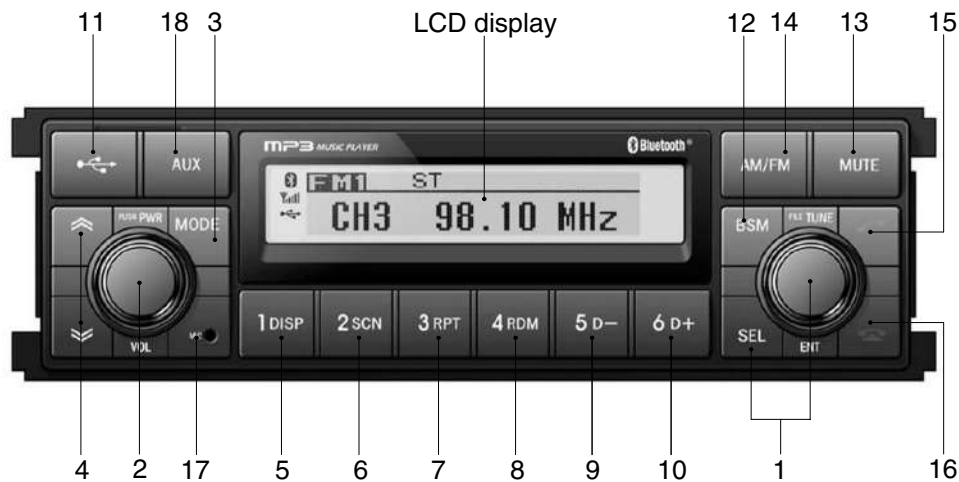 11 18 3 LCD display 12 14 13 15
MP3 MUSIC PLAYER Bluetooth®
AUX AM/FM MUTE
FM1 ST
CH3 98.10 MHz
PUSH PWR MODE BSM FILE TUNE
1 DISP 2 SCN 3 RPT 4 RDM 5 D− 6 D+
VOL SEL ENT
4 2 17 5 6 7 8 9 10 1 16